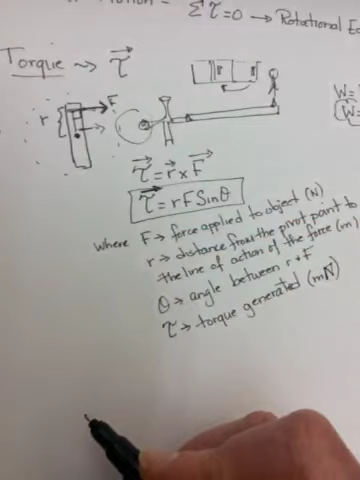 Στ⃗=0 → Rotational
Torque ~> τ⃗
W=
r F
τ⃗ = r⃗ x F⃗
τ⃗ = rFSinθ
where F → force applied to object (N)
r → distance from the pivot point to
the line of action of the force (m)
θ → angle between r + F
τ → torque generated (mN)